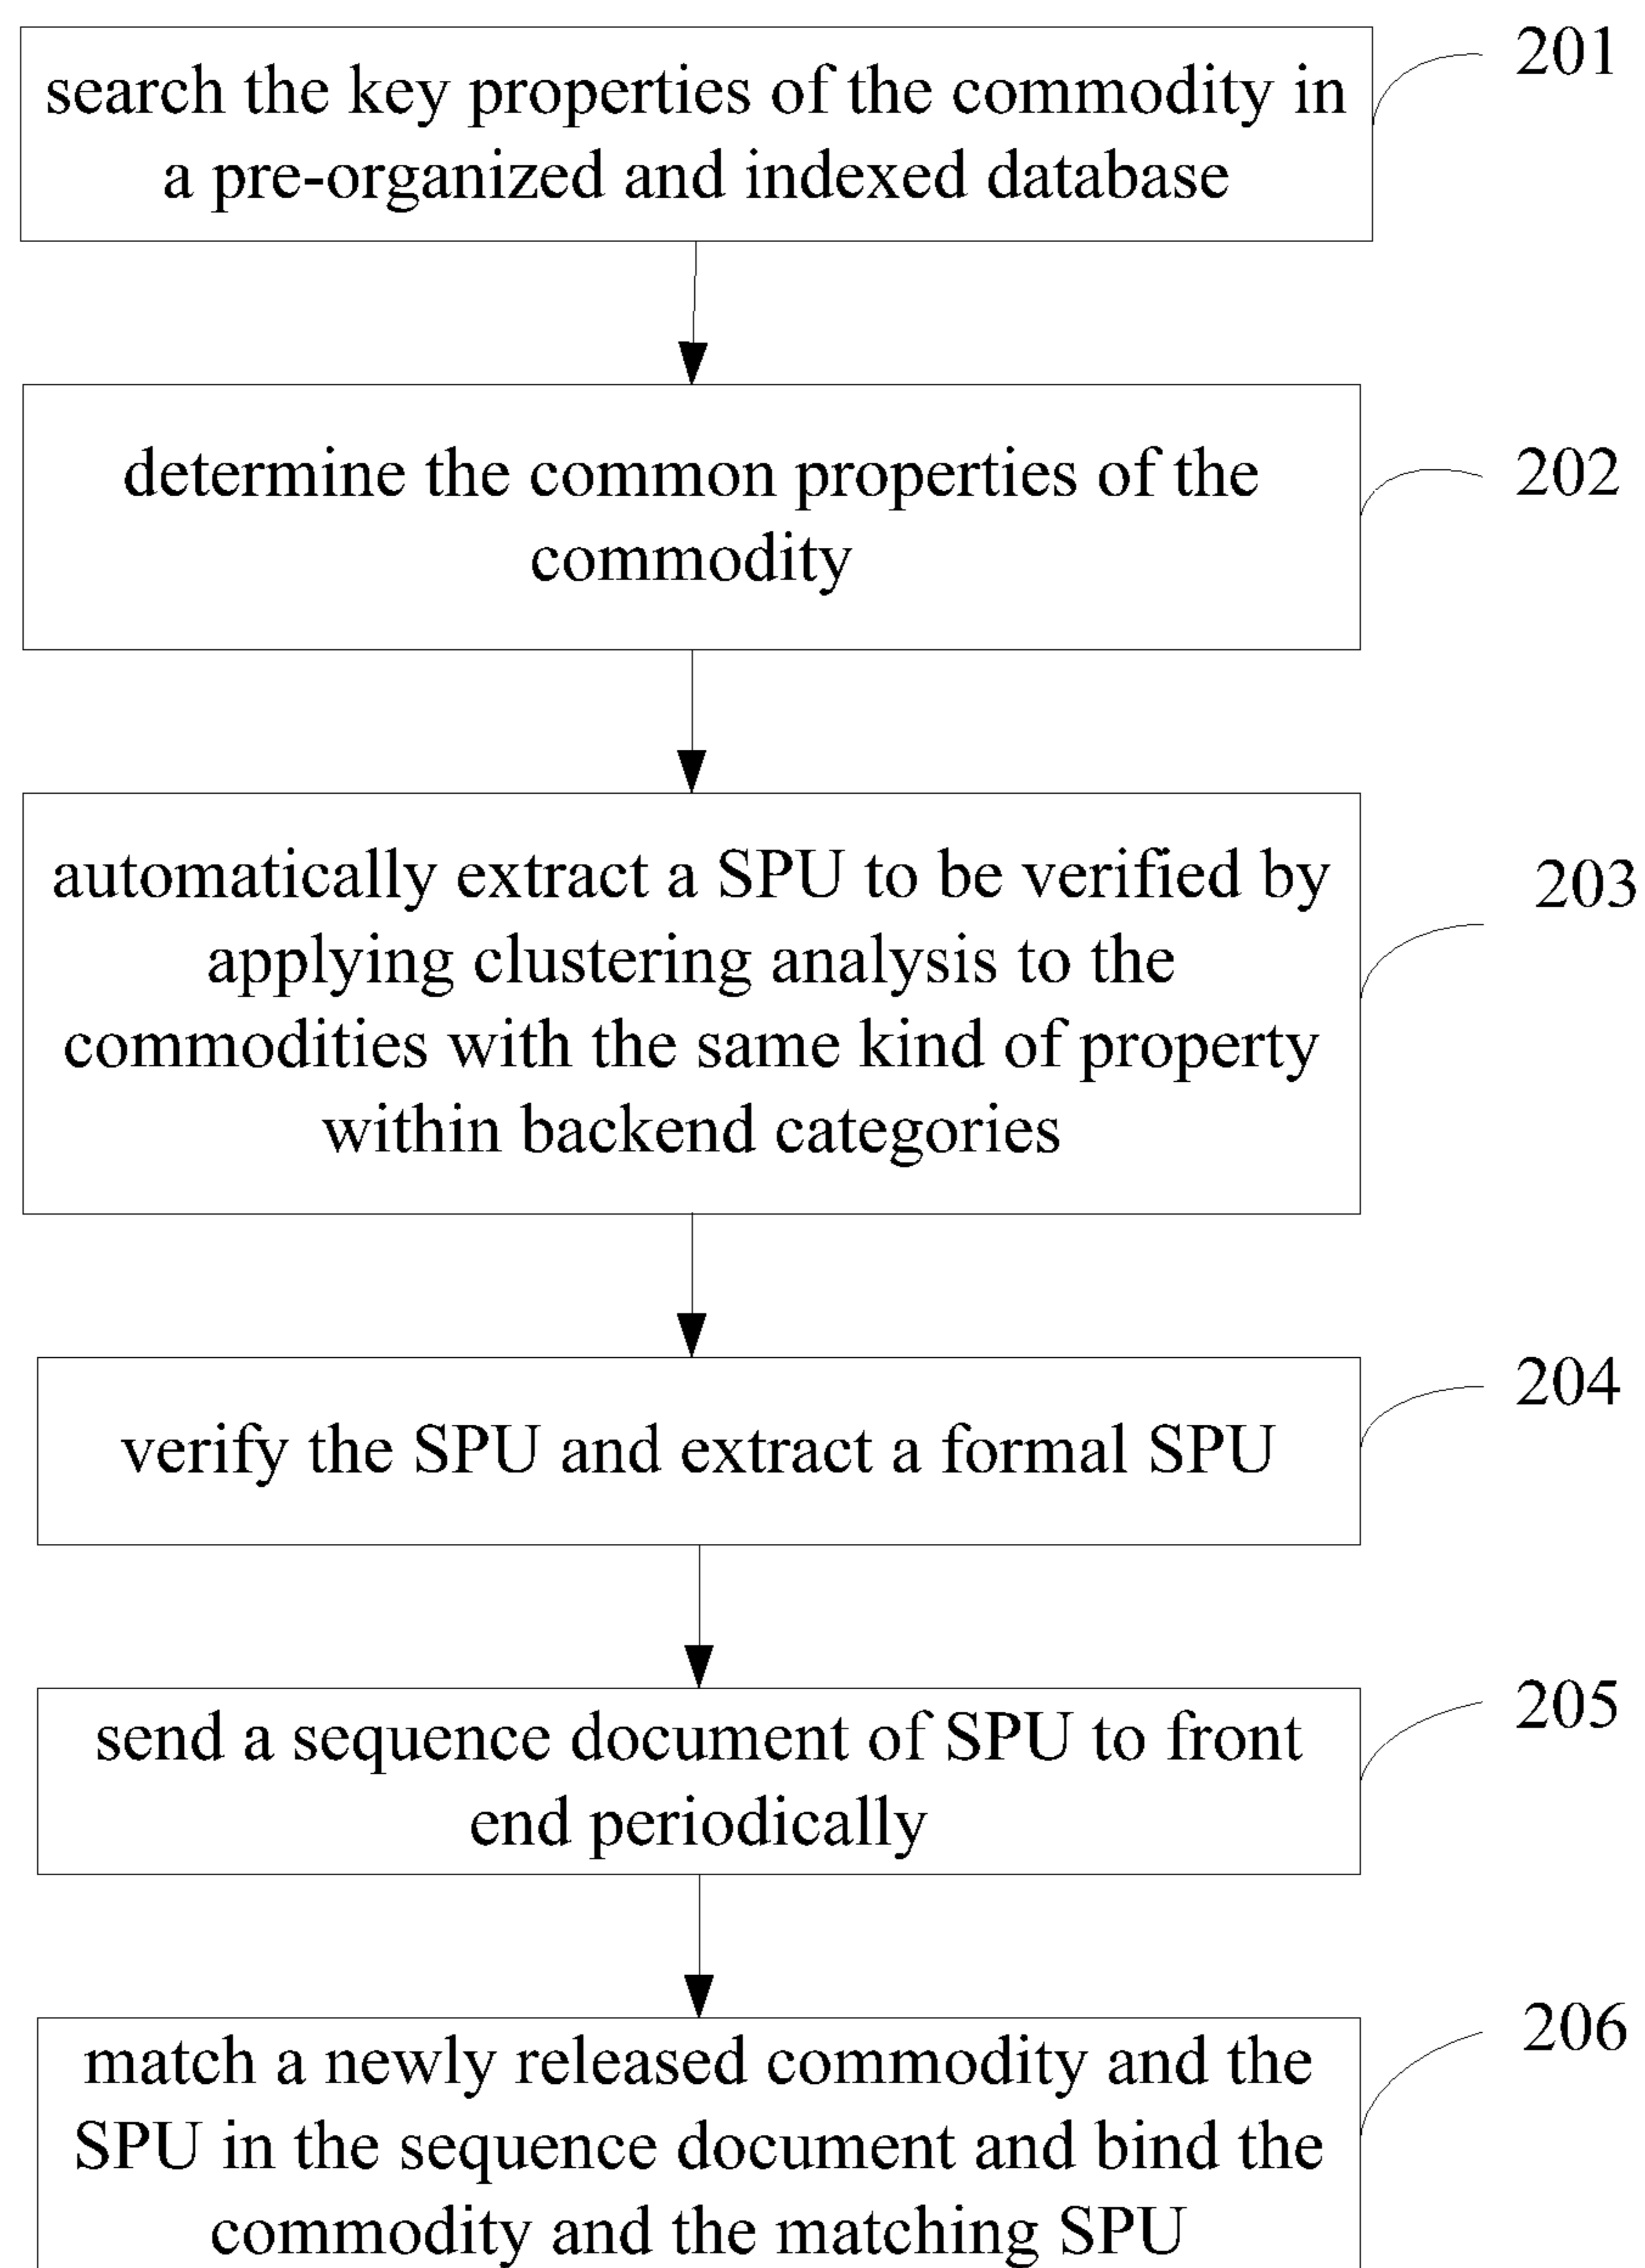 search the key properties of the commodity in
a pre-organized and indexed database
201
determine the common properties of the
commodity
202
automatically extract a SPU to be verified by
applying clustering analysis to the
commodities with the same kind of property
within backend categories
203
verify the SPU and extract a formal SPU
204
send a sequence document of SPU to front
end periodically
205
match a newly released commodity and the
SPU in the sequence document and bind the
commodity and the matching SPU
206